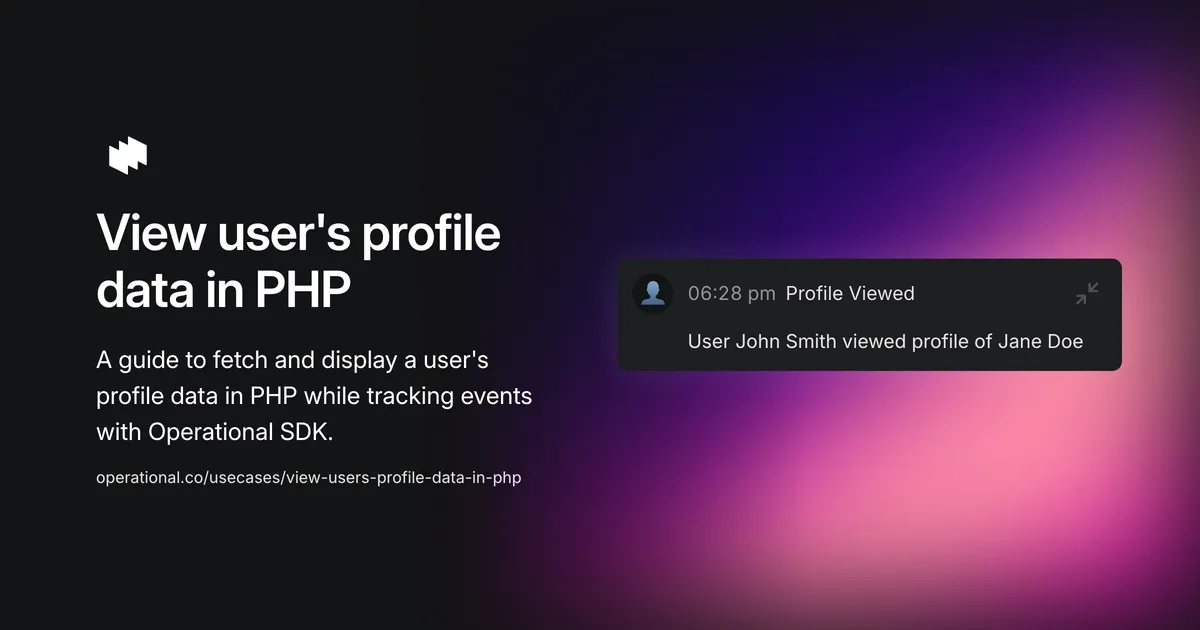 View user's profile
data in PHP
A guide to fetch and display a user's
profile data in PHP while tracking events
with Operational SDK.
operational.co/usecases/view-users-profile-data-in-php
06:28 pm Profile Viewed
User John Smith viewed profile of Jane Doe